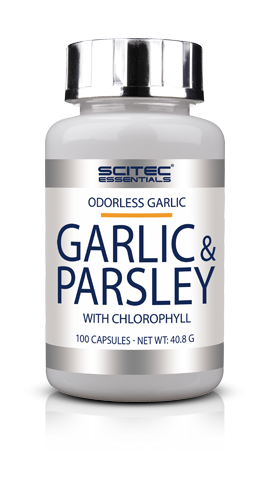 SCITEC®
ESSENTIALS
ODORLESS GARLIC
GARLIC &
PARSLEY
WITH CHLOROPHYLL
100 CAPSULES - NET WT: 40.8 G